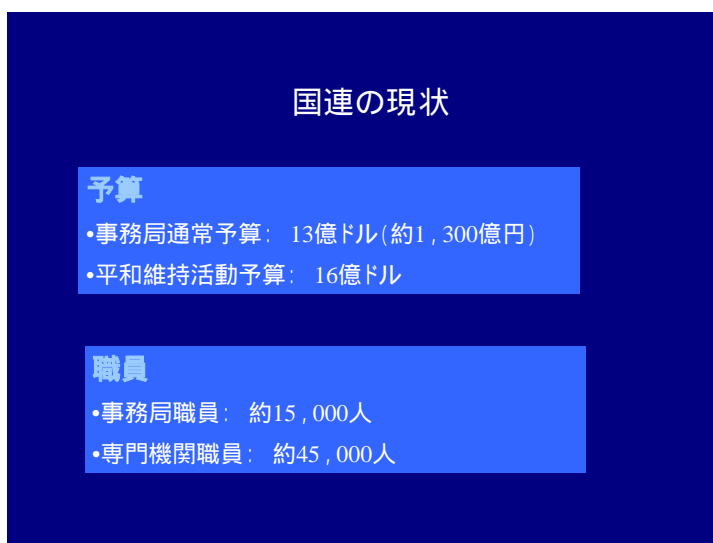 国連の現状
予算
•事務局通常予算: 13億ドル(約1,300億円)
•平和維持活動予算: 16億ドル
職員
•事務局職員: 約15,000人
•専門機関職員: 約45,000人